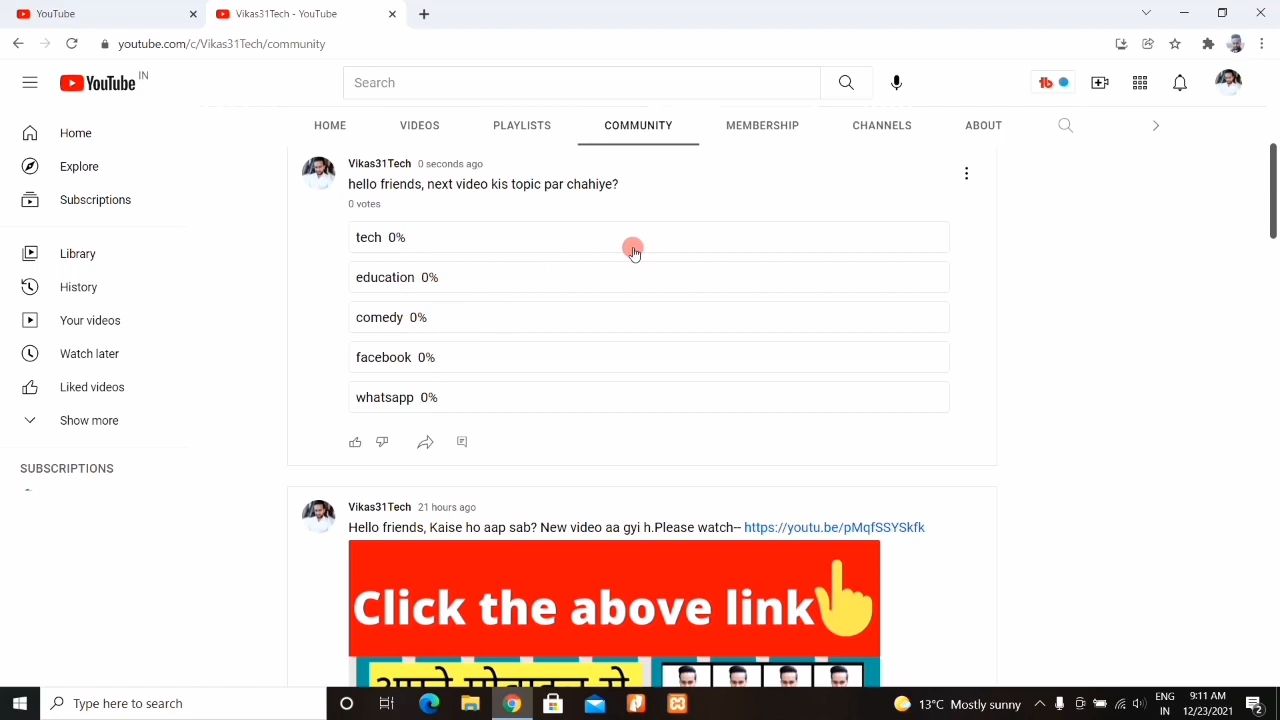 YouTube
Vikas31Tech - YouTube
youtube.com/c/Vikas31Tech/community
YouTube IN
Search
HOME VIDEOS PLAYLISTS COMMUNITY MEMBERSHIP CHANNELS ABOUT
Home
Explore
Subscriptions
Library
History
Your videos
Watch later
Liked videos
Show more
SUBSCRIPTIONS
Vikas31Tech 0 seconds ago
hello friends, next video kis topic par chahiye?
0 votes
tech 0%
education 0%
comedy 0%
facebook 0%
whatsapp 0%
Vikas31Tech 21 hours ago
Hello friends, Kaise ho aap sab? New video aa gyi h.Please watch-- https://youtu.be/pMqfSSYSkfk
Click the above link
अपने मोबाइल से
Type here to search
13°C Mostly sunny
ENG
IN
9:11 AM
12/23/2021
2